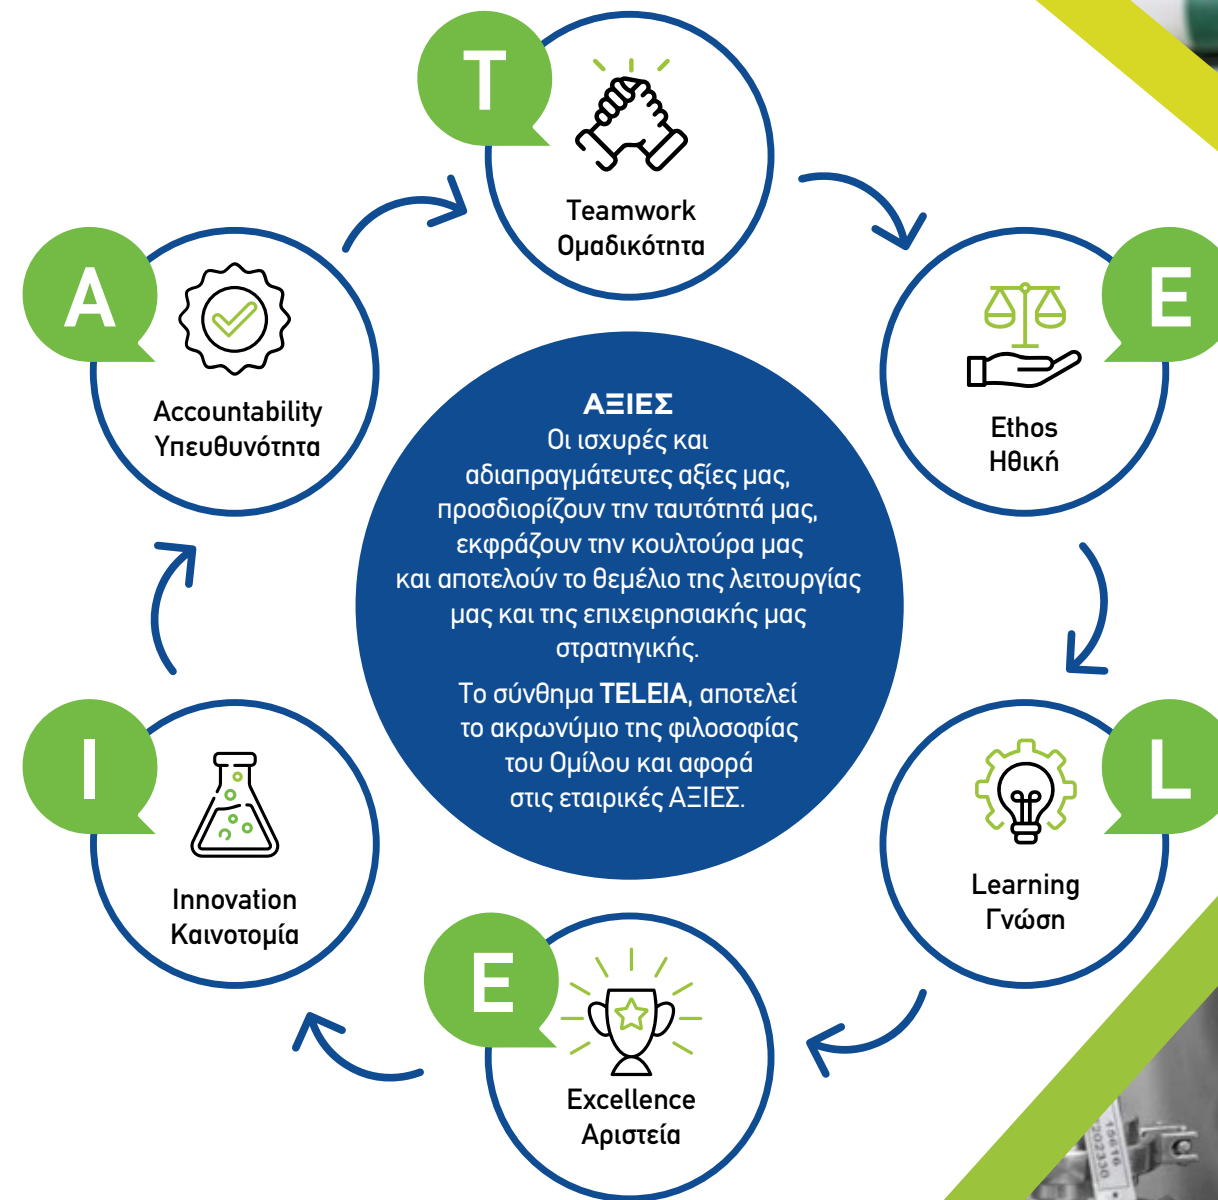 T
Teamwork
Ομαδικότητα
E
Ethos
Ηθική
L
Learning
Γνώση
E
Excellence
Αριστεία
I
Innovation
Καινοτομία
A
Accountability
Υπευθυνότητα
ΑΞΙΕΣ
Οι ισχυρές και
αδιαπραγμάτευτες αξίες μας,
προσδιορίζουν την ταυτότητά μας,
εκφράζουν την κουλτούρα μας
και αποτελούν το θεμέλιο της λειτουργίας
μας και της επιχειρησιακής μας
στρατηγικής.
Το σύνθημα TELEIA, αποτελεί
το ακρωνύμιο της φιλοσοφίας
του Ομίλου και αφορά
στις εταιρικές ΑΞΙΕΣ.
15616
202330